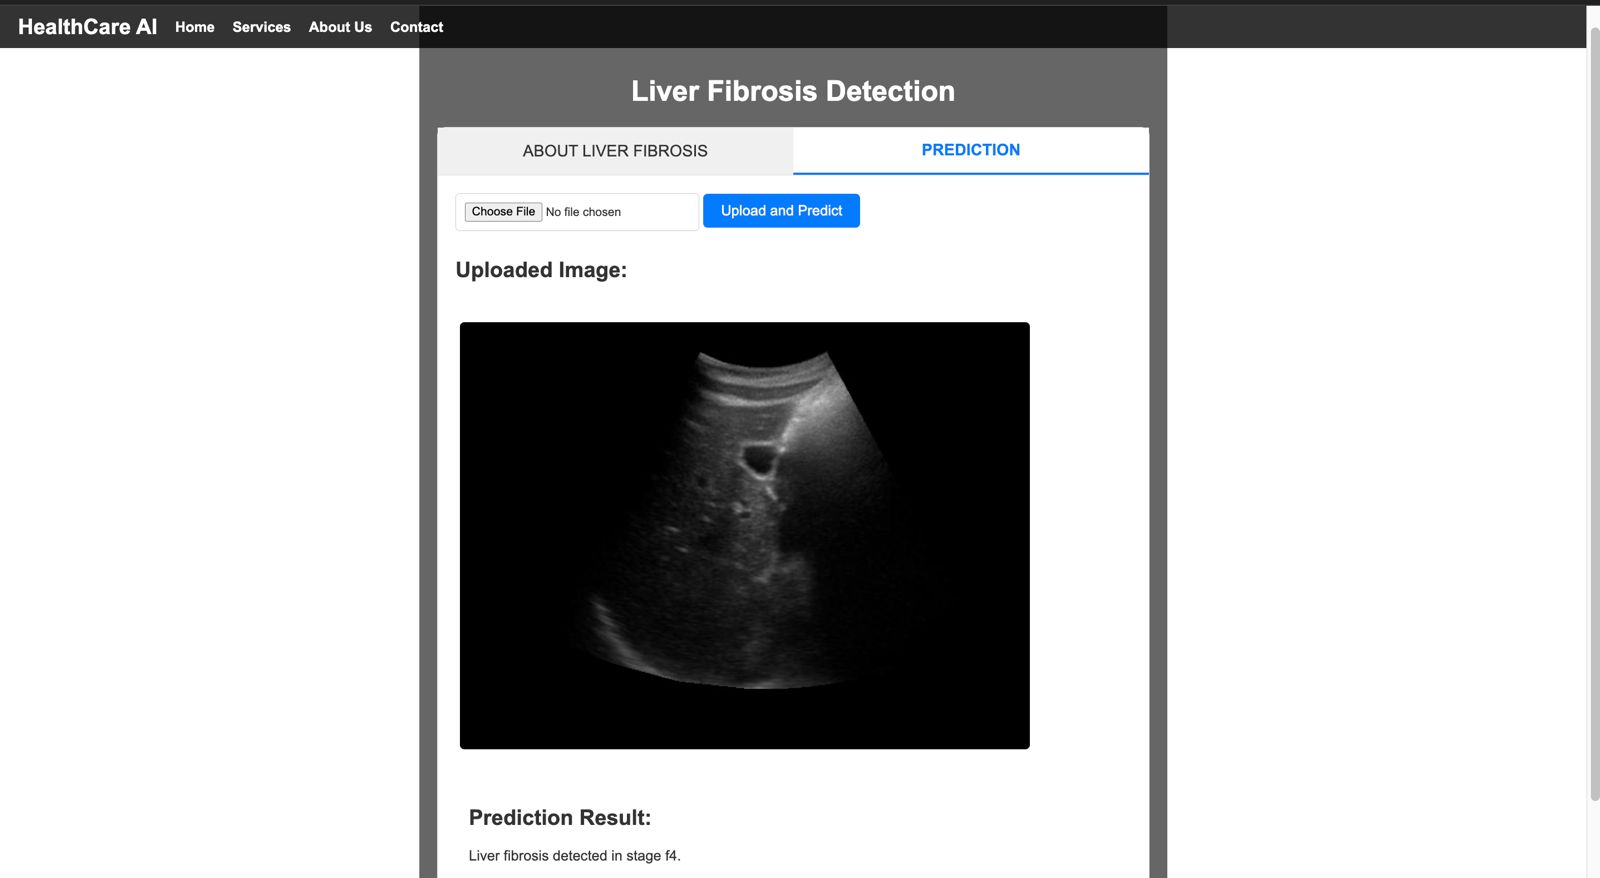 HealthCare AI Home Services About Us Contact
Liver Fibrosis Detection
ABOUT LIVER FIBROSIS PREDICTION
Choose File No file chosen Upload and Predict
Uploaded Image:
Prediction Result:
Liver fibrosis detected in stage f4.